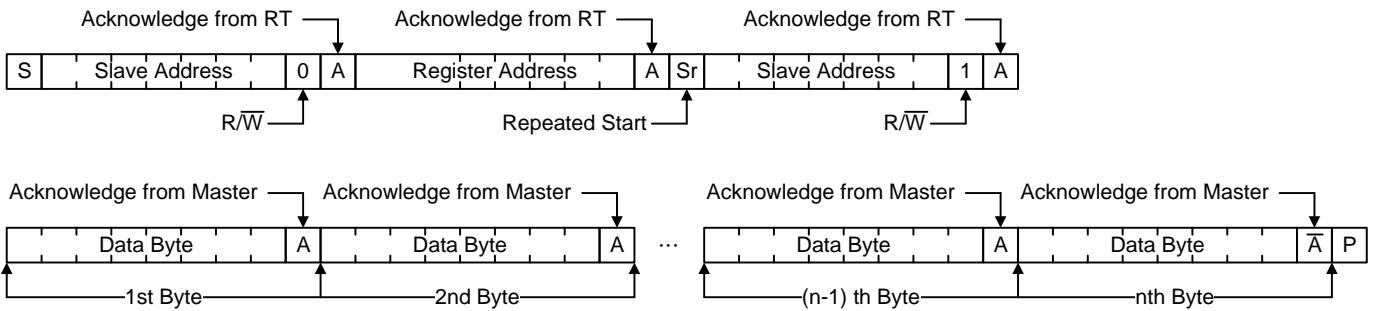 Acknowledge from RT Acknowledge from RT Acknowledge from RT
S Slave Address 0 A Register Address A Sr Slave Address 1 A
R/W̅ Repeated Start R/W̅
Acknowledge from Master Acknowledge from Master Acknowledge from Master Acknowledge from Master
Data Byte A Data Byte A ... Data Byte A Data Byte A̅ P
1st Byte 2nd Byte (n-1) th Byte nth Byte